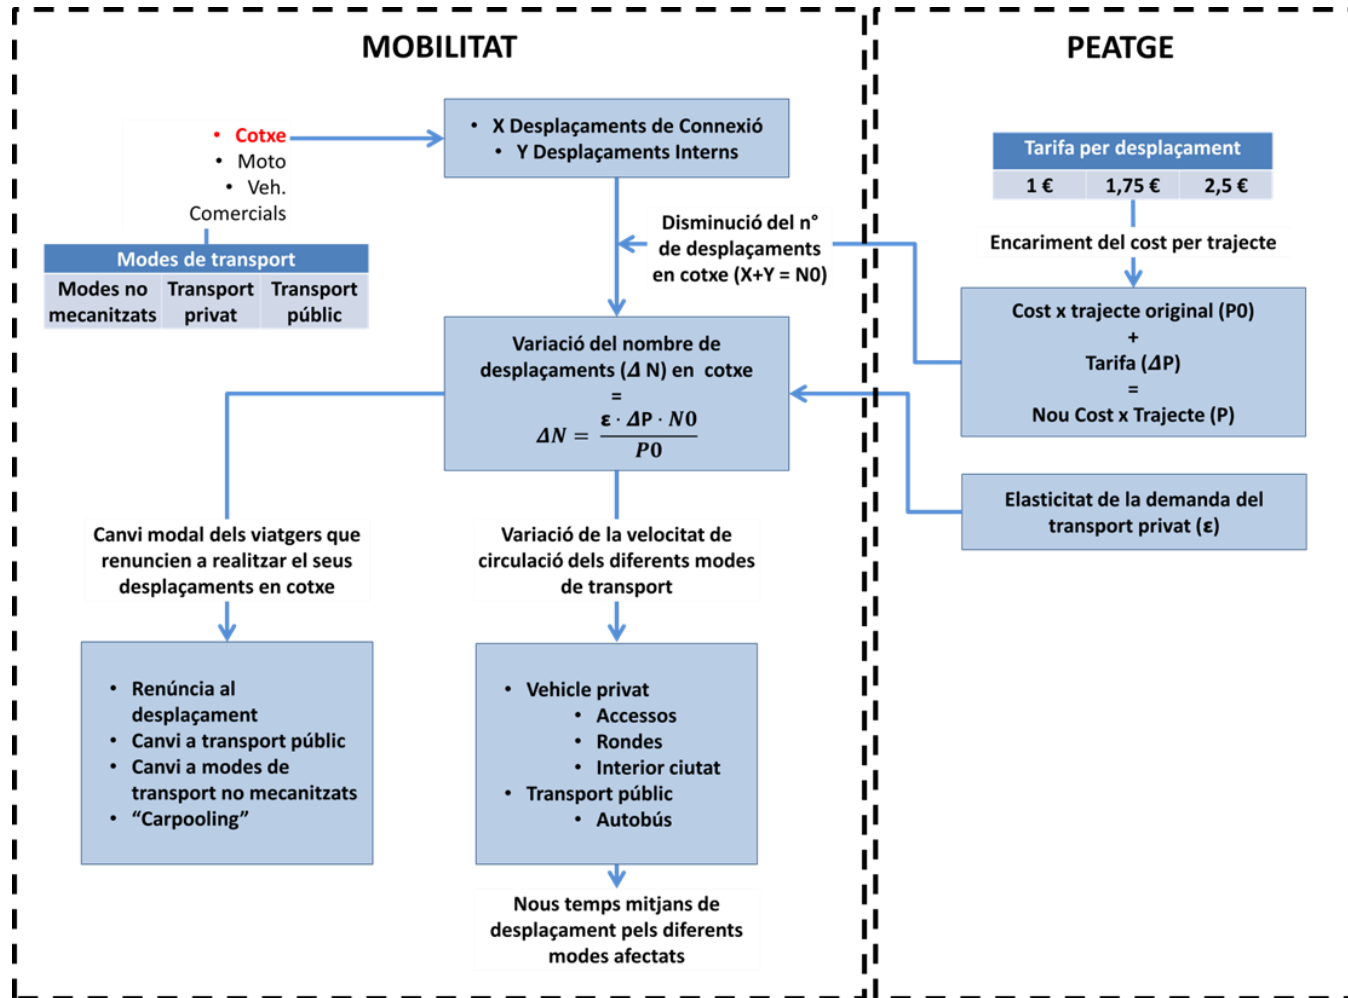 MOBILITAT
• Cotxe
• Moto
• Veh.
Comercials
Modes de transport
Modes no mecanitzats
Transport privat
Transport públic
• X Desplaçaments de Connexió
• Y Desplaçaments Interns
Disminució del n°
de desplaçaments
en cotxe (X+Y = N0)
Variació del nombre de
desplaçaments (Δ N) en cotxe
=
ΔN = ε · ΔP · N0 / P0
Canvi modal dels viatgers que
renuncien a realitzar el seus
desplaçaments en cotxe
Variació de la velocitat de
circulació dels diferents modes
de transport
• Renúncia al
desplaçament
• Canvi a transport públic
• Canvi a modes de
transport no mecanitzats
• “Carpooling”
• Vehicle privat
• Accessos
• Rondes
• Interior ciutat
• Transport públic
• Autobús
Nous temps mitjans de
desplaçament pels diferents
modes afectats
PEATGE
Tarifa per desplaçament
1 € 1,75 € 2,5 €
Encariment del cost per trajecte
Cost x trajecte original (P0)
+
Tarifa (ΔP)
=
Nou Cost x Trajecte (P)
Elasticitat de la demanda del
transport privat (ε)